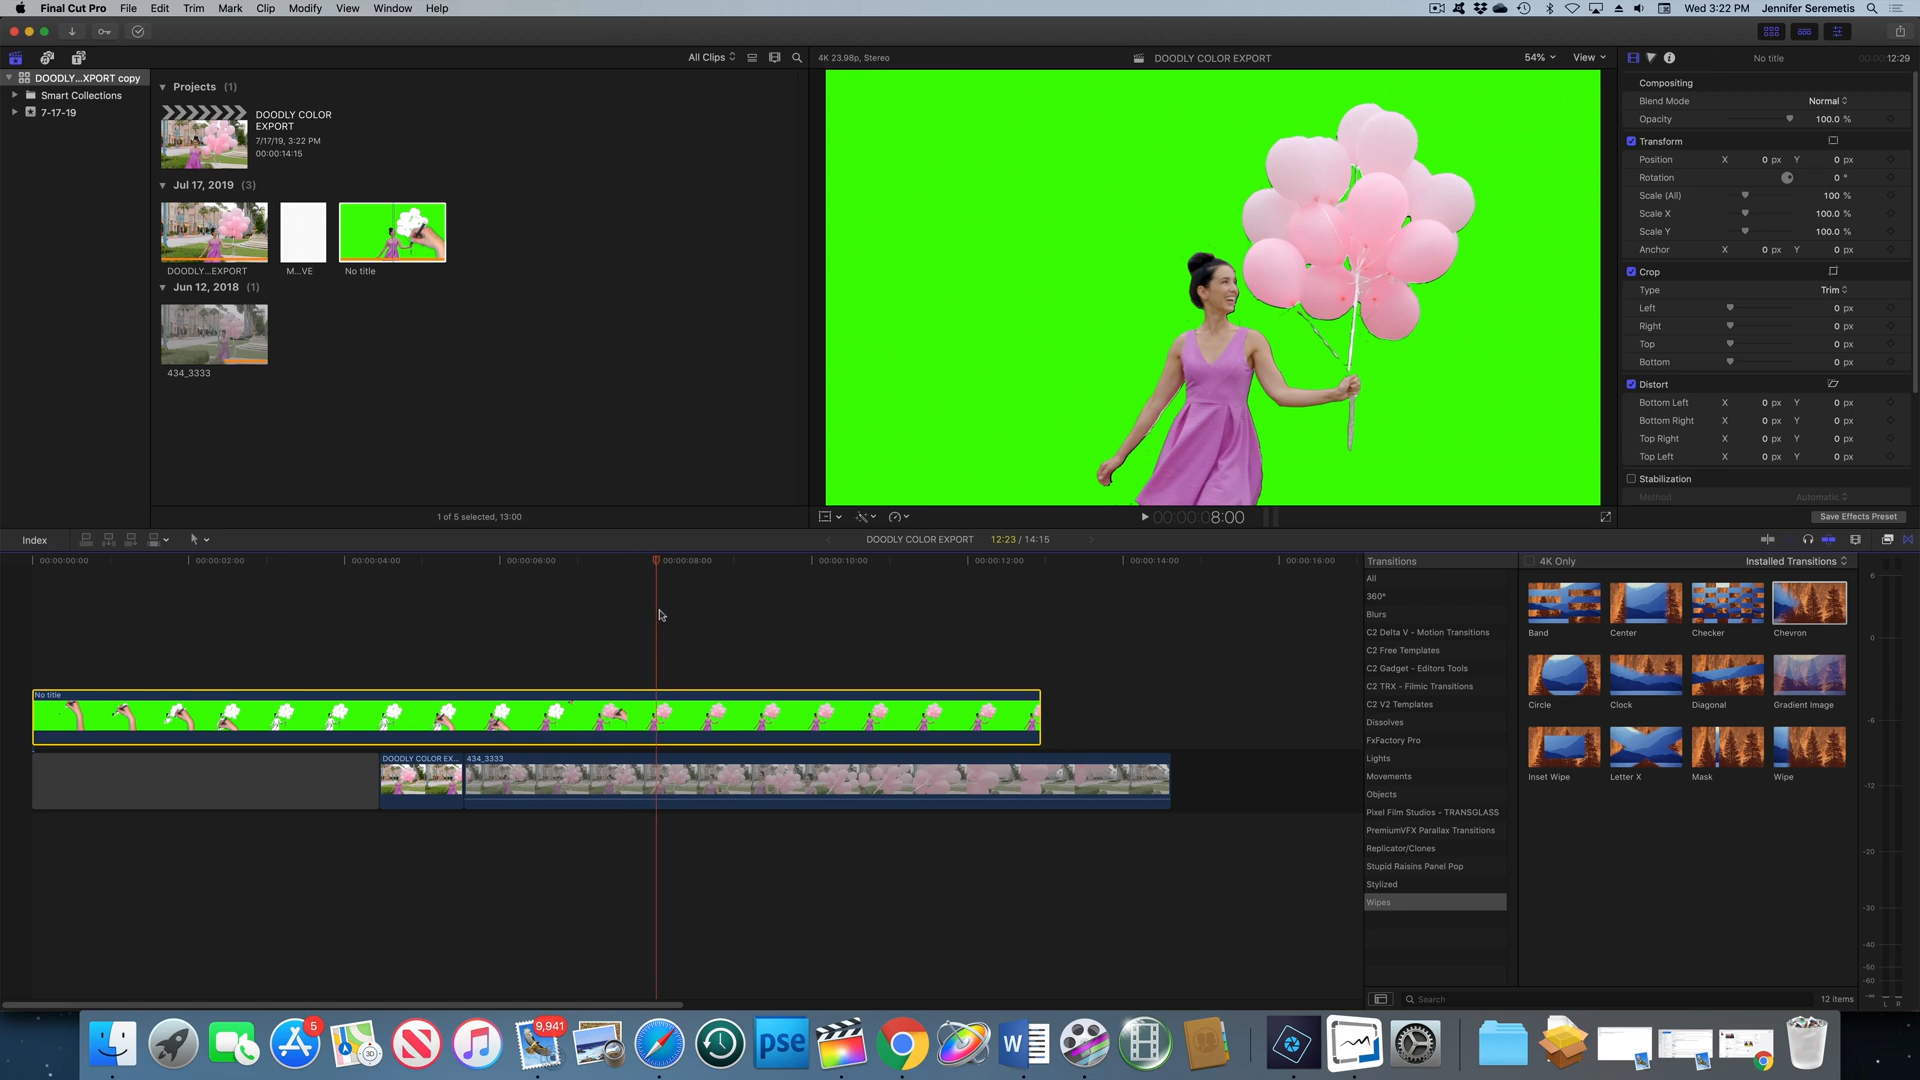 Final Cut Pro File Edit Trim Mark Clip Modify View Window Help
Wed 3:22 PM Jennifer Seremetis
All Clips
4K 23.98p, Stereo
DOODLY COLOR EXPORT
54% View
No title
12:29
DOODLY...XPORT copy
Smart Collections
7-17-19
Projects (1)
DOODLY COLOR EXPORT
7/17/19, 3:22 PM
00:00:14:15
Jul 17, 2019 (3)
DOODLY...EXPORT
M...VE
No title
Jun 12, 2018 (1)
434_3333
1 of 5 selected, 13:00
00:00:08:00
Compositing
Blend Mode Normal
Opacity 100.0 %
Transform
Position X 0 px Y 0 px
Rotation 0 °
Scale (All) 100 %
Scale X 100.0 %
Scale Y 100.0 %
Anchor X 0 px Y 0 px
Crop
Type Trim
Left 0 px
Right 0 px
Top 0 px
Bottom 0 px
Distort
Bottom Left X 0 px Y 0 px
Bottom Right X 0 px Y 0 px
Top Right X 0 px Y 0 px
Top Left X 0 px Y 0 px
Stabilization
Method Automatic
Save Effects Preset
Index
DOODLY COLOR EXPORT 12:23 / 14:15
00:00:00:00 00:00:02:00 00:00:04:00 00:00:06:00 00:00:08:00 00:00:10:00 00:00:12:00 00:00:14:00 00:00:16:00
No title
DOODLY COLOR EX... 434_3333
Transitions
All
360°
Blurs
C2 Delta V - Motion Transitions
C2 Free Templates
C2 Gadget - Editors Tools
C2 TRX - Filmic Transitions
C2 V2 Templates
Dissolves
FxFactory Pro
Lights
Movements
Objects
Pixel Film Studios - TRANSGLASS
PremiumVFX Parallax Transitions
Replicator/Clones
Stupid Raisins Panel Pop
Stylized
Wipes
4K Only Installed Transitions
Band Center Checker Chevron
Circle Clock Diagonal Gradient Image
Inset Wipe Letter X Mask Wipe
Search
12 items
6
0
-6
-12
-20
-30
-40
-50
-60
-∞
L R
5
3D
9,941
pse
W